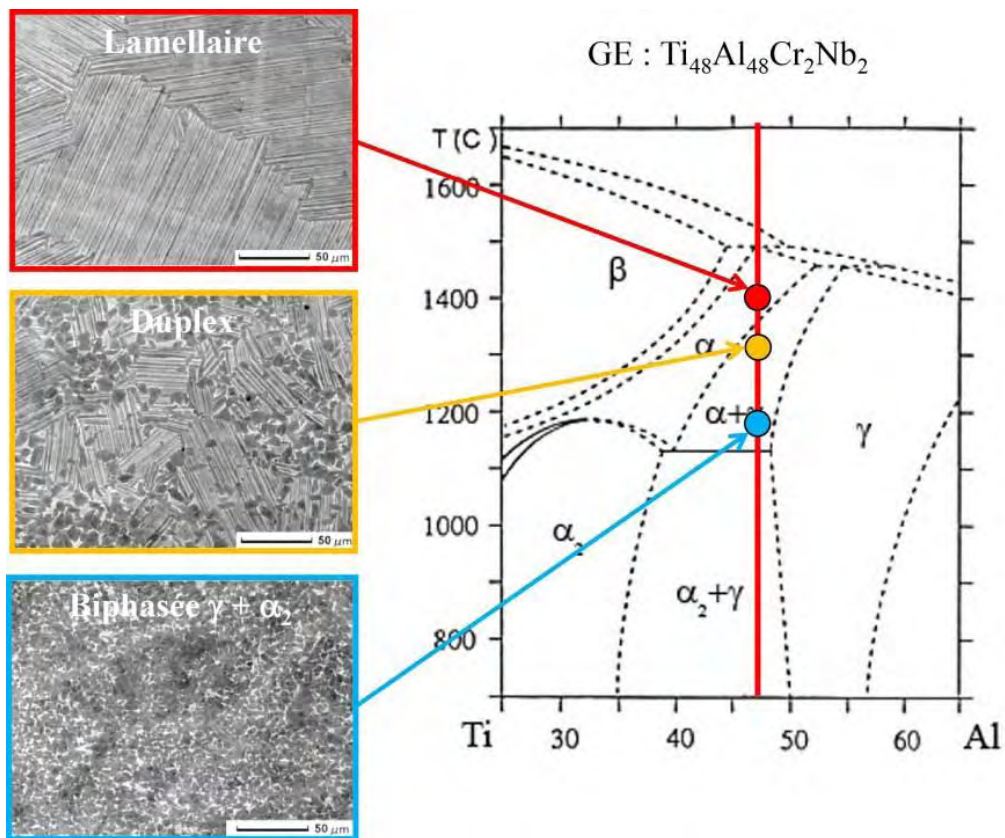 Lamellaire
50 μm
Duplex
50 μm
Biphasée γ + α₂
50 μm
GE : Ti₄₈Al₄₈Cr₂Nb₂
T (C)
1600
1400
1200
1000
800
β
α
α+γ
γ
α₂
α₂+γ
Ti 30 40 50 60 Al